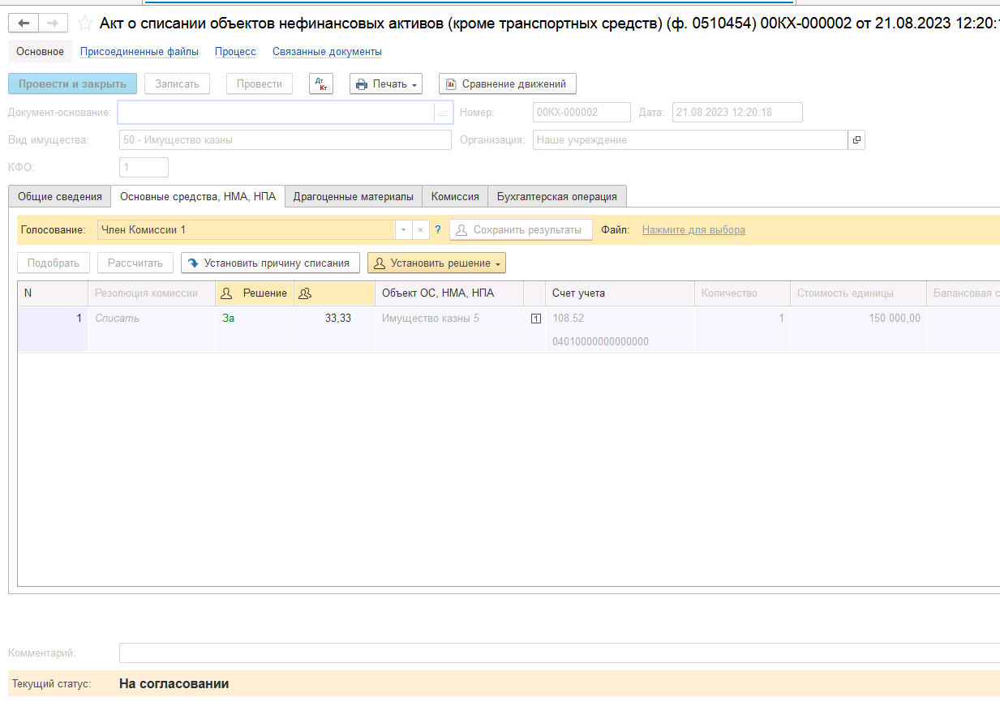 Акт о списании объектов нефинансовых активов (кроме транспортных средств) (ф. 0510454) 00КХ-000002 от 21.08.2023 12:20:
Основное Присоединенные файлы Процесс Связанные документы
Провести и закрыть Записать Провести Дт Кт Печать Сравнение движений
Документ-основание: ... Номер: 00КХ-000002 Дата: 21.08.2023 12:20:18
Вид имущества: 50 - Имущество казны Организация: Наше учреждение
КФО: 1
Общие сведения Основные средства, НМА, НПА Драгоценные материалы Комиссия Бухгалтерская операция
Голосование: Член Комиссии 1 × ? Сохранить результаты Файл: Нажмите для выбора
Подобрать Рассчитать Установить причину списания Установить решение
N Резолюция комиссии Решение Объект ОС, НМА, НПА Счет учета Количество Стоимость единицы Балансовая с
1 Списать За 33,33 Имущество казны 5 1 108.52 1 150 000,00
04010000000000000
Комментарий:
Текущий статус: На согласовании